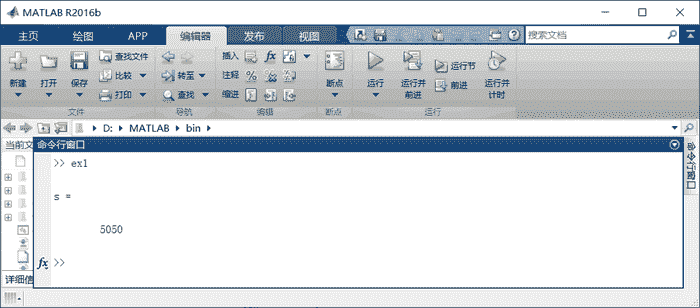 MATLAB R2016b
主页 绘图 APP 编辑器 发布 视图 搜索文档
新建 打开 保存 查找文件 比较 打印 转至 查找 插入 fx 注释 % 缩进 断点 运行 运行并前进 运行节 前进 运行并计时
文件 导航 编辑 断点 运行
D: MATLAB bin
当前文
命令行窗口
命令行窗口
>> ex1
s =
5050
fx >>
详细信